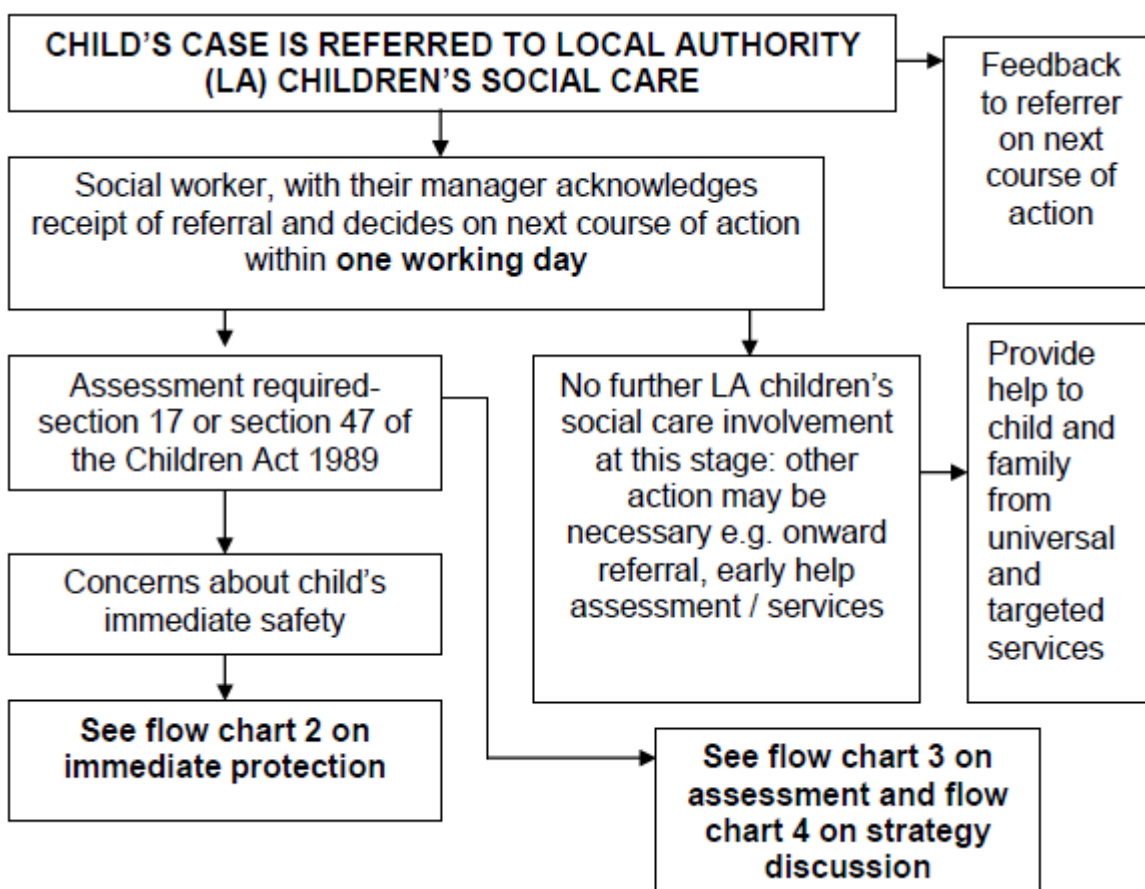 CHILD'S CASE IS REFERRED TO LOCAL AUTHORITY
(LA) CHILDREN'S SOCIAL CARE
Feedback
to referrer
on next
course of
action
Social worker, with their manager acknowledges
receipt of referral and decides on next course of action
within one working day
Assessment required-
section 17 or section 47 of
the Children Act 1989
No further LA children's
social care involvement
at this stage: other
action may be
necessary e.g. onward
referral, early help
assessment / services
Provide
help to
child and
family
from
universal
and
targeted
services
Concerns about child's
immediate safety
See flow chart 2 on
immediate protection
See flow chart 3 on
assessment and flow
chart 4 on strategy
discussion